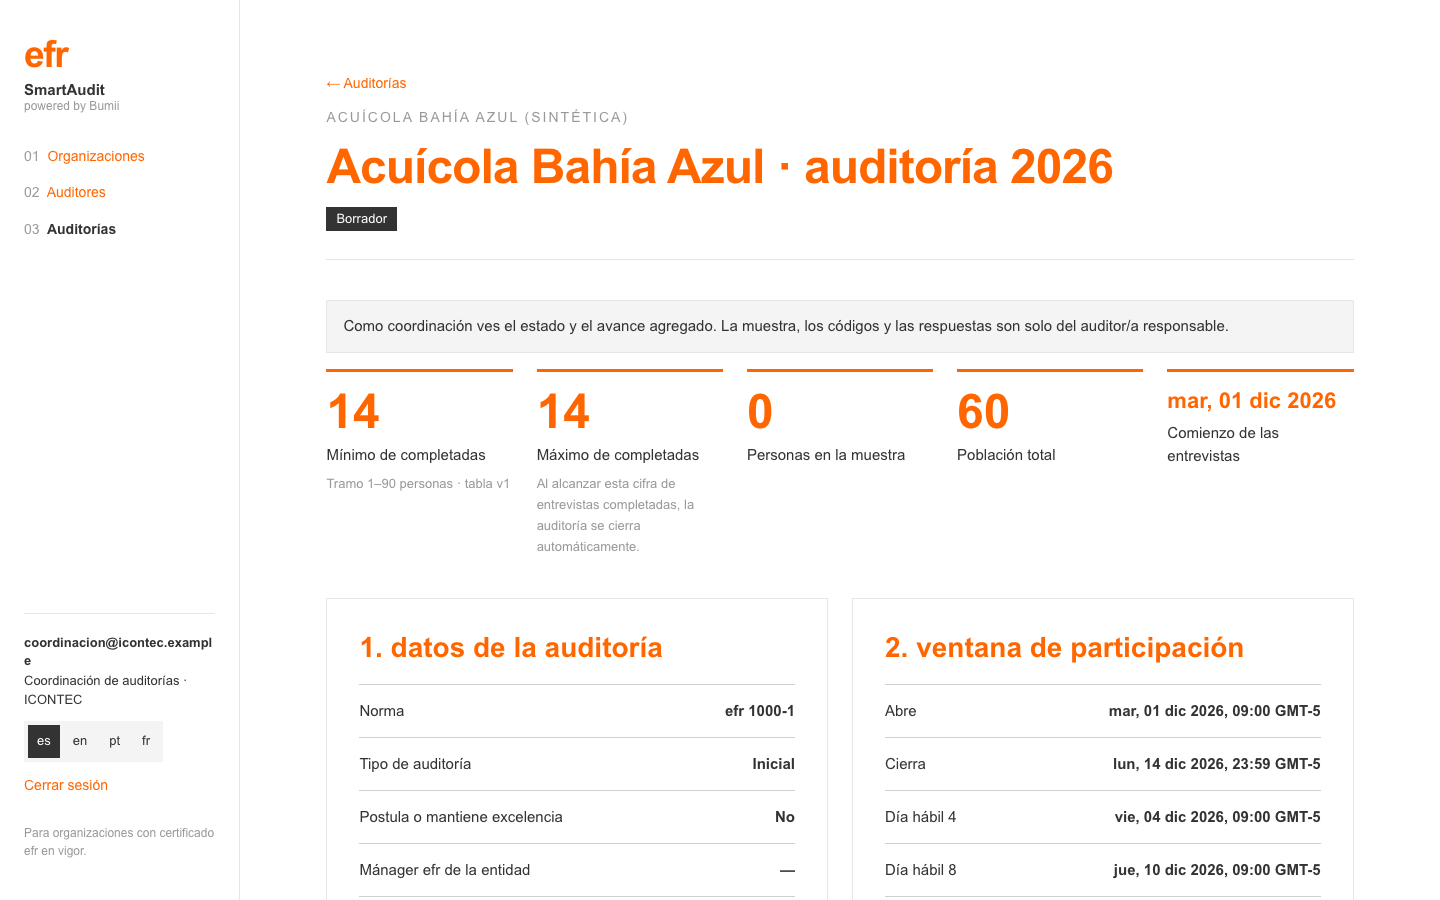 efr
SmartAudit
powered by Bumii
01 Organizaciones
02 Auditores
03 Auditorías
coordinacion@icontec.exampl
e
Coordinación de auditorías ·
ICONTEC
es en pt fr
Cerrar sesión
Para organizaciones con certificado
efr en vigor.
← Auditorías
ACUÍCOLA BAHÍA AZUL (SINTÉTICA)
Acuícola Bahía Azul · auditoría 2026
Borrador
Como coordinación ves el estado y el avance agregado. La muestra, los códigos y las respuestas son solo del auditor/a responsable.
14
Mínimo de completadas
Tramo 1–90 personas · tabla v1
14
Máximo de completadas
Al alcanzar esta cifra de
entrevistas completadas, la
auditoría se cierra
automáticamente.
0
Personas en la muestra
60
Población total
mar, 01 dic 2026
Comienzo de las
entrevistas
1. datos de la auditoría
Norma efr 1000-1
Tipo de auditoría Inicial
Postula o mantiene excelencia No
Mánager efr de la entidad —
2. ventana de participación
Abre mar, 01 dic 2026, 09:00 GMT-5
Cierra lun, 14 dic 2026, 23:59 GMT-5
Día hábil 4 vie, 04 dic 2026, 09:00 GMT-5
Día hábil 8 jue, 10 dic 2026, 09:00 GMT-5